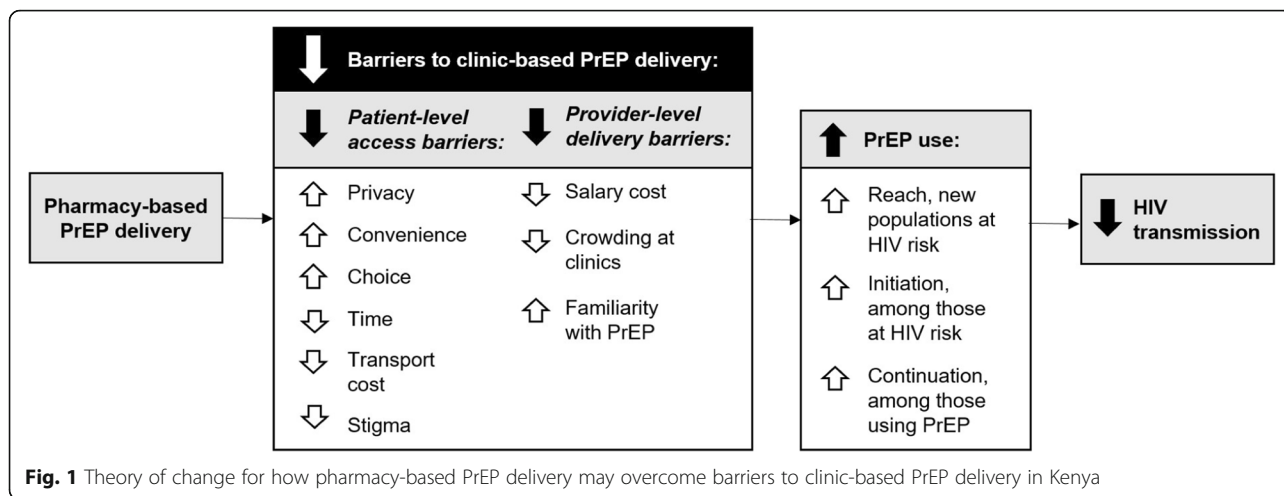 Pharmacy-based
PrEP delivery
Barriers to clinic-based PrEP delivery:
Patient-level
access barriers:
Privacy
Convenience
Choice
Time
Transport
cost
Stigma
Provider-level
delivery barriers:
Salary cost
Crowding at
clinics
Familiarity
with PrEP
PrEP use:
Reach, new
populations at
HIV risk
Initiation,
among those
at HIV risk
Continuation,
among those
using PrEP
HIV
transmission
Fig. 1 Theory of change for how pharmacy-based PrEP delivery may overcome barriers to clinic-based PrEP delivery in Kenya